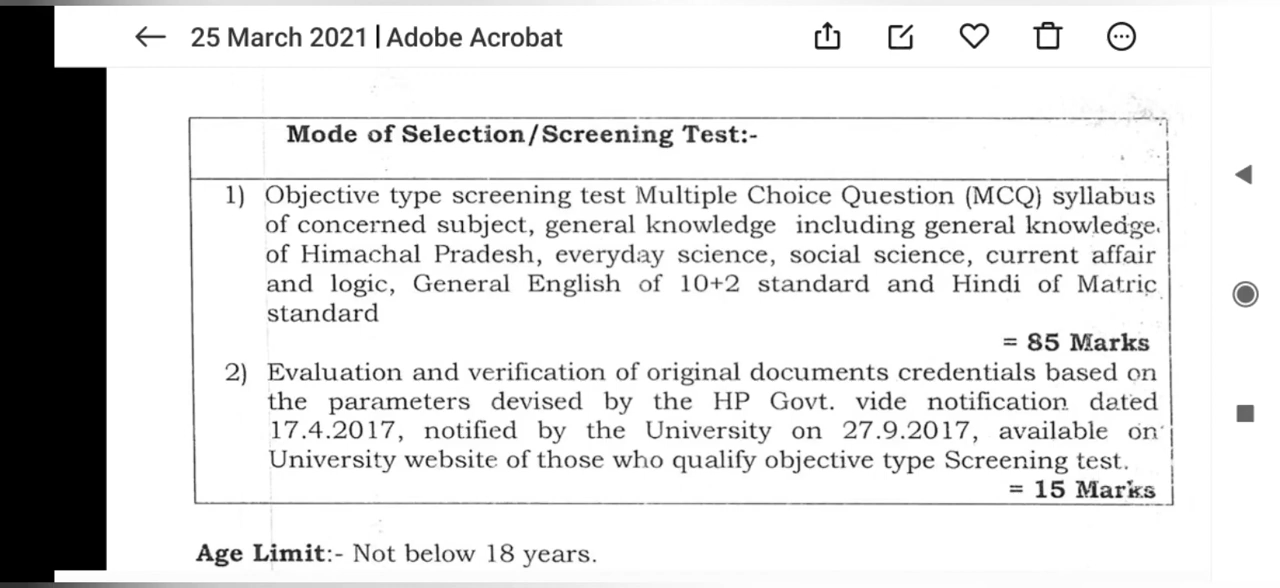 25 March 2021 | Adobe Acrobat
Mode of Selection/Screening Test:-
1) Objective type screening test Multiple Choice Question (MCQ) syllabus
of concerned subject, general knowledge including general knowledge
of Himachal Pradesh, everyday science, social science, current affair
and logic, General English of 10+2 standard and Hindi of Matric
standard
= 85 Marks
2) Evaluation and verification of original documents credentials based on
the parameters devised by the HP Govt. vide notification dated
17.4.2017, notified by the University on 27.9.2017, available on
University website of those who qualify objective type Screening test.
= 15 Marks
Age Limit:- Not below 18 years.